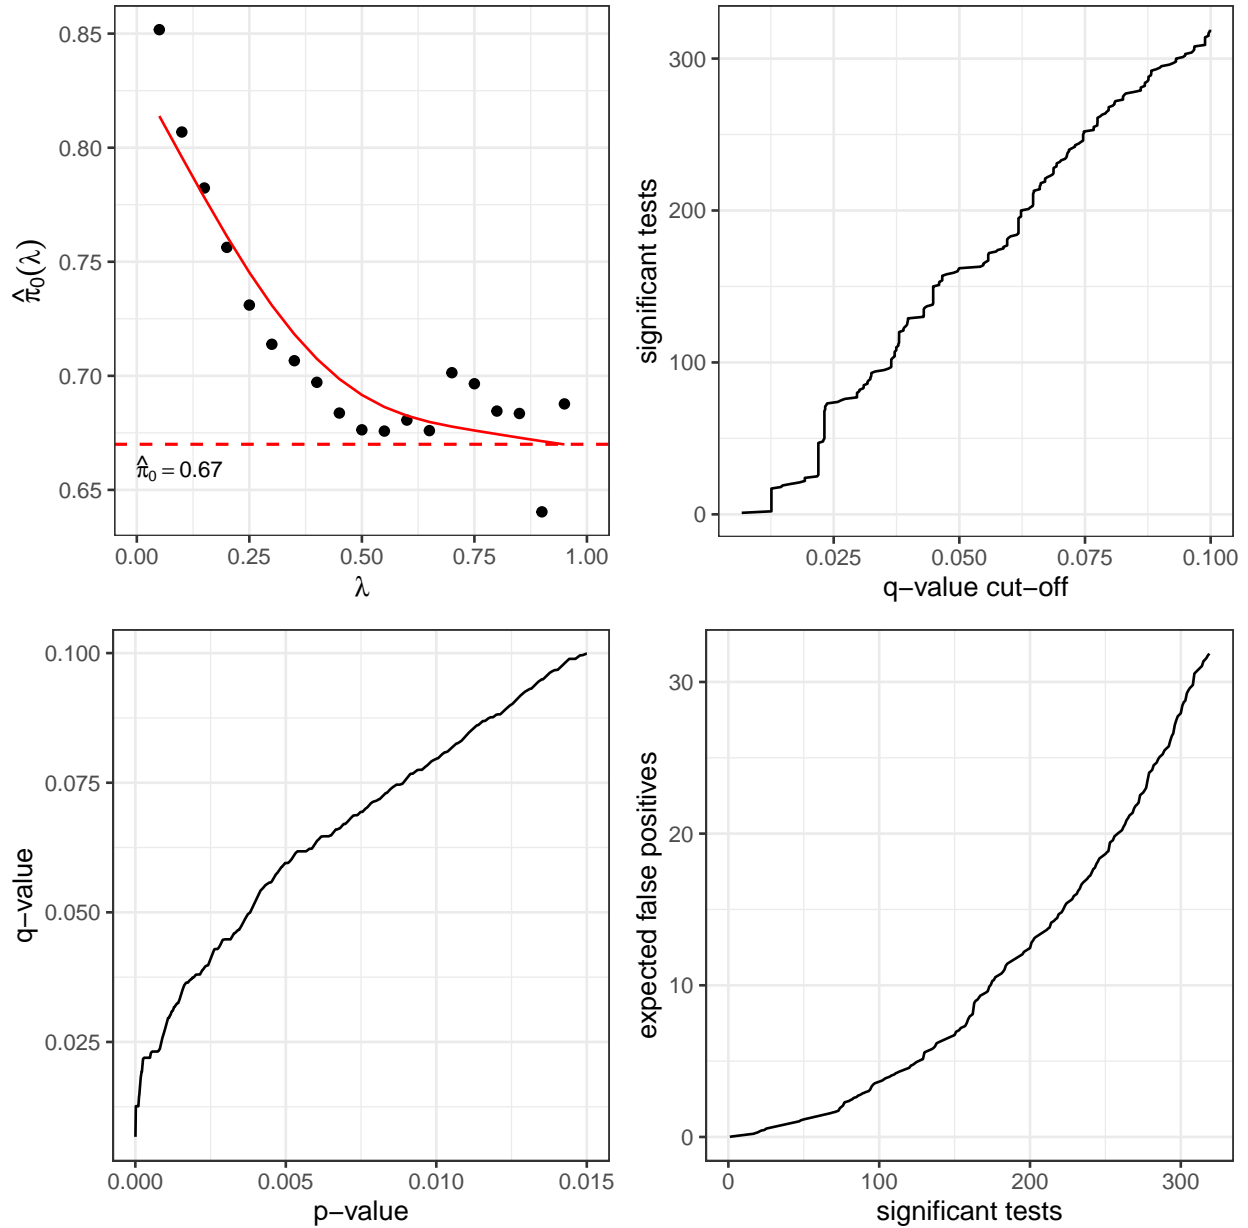 0.85
0.80
0.75
0.70
0.65
π̂₀(λ)
π̂₀ = 0.67
0.00 0.25 0.50 0.75 1.00
λ
300
200
100
0
significant tests
0.025 0.050 0.075 0.100
q−value cut−off
0.100
0.075
0.050
0.025
q−value
0.000 0.005 0.010 0.015
p−value
30
20
10
0
expected false positives
0 100 200 300
significant tests